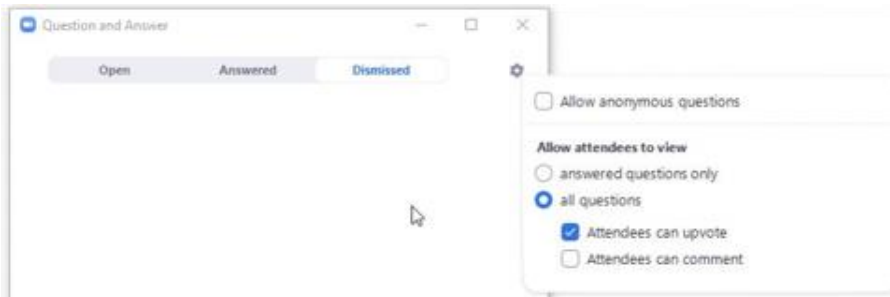 Question and Answer
Open Answered Dismissed
Allow anonymous questions
Allow attendees to view
answered questions only
all questions
Attendees can upvote
Attendees can comment